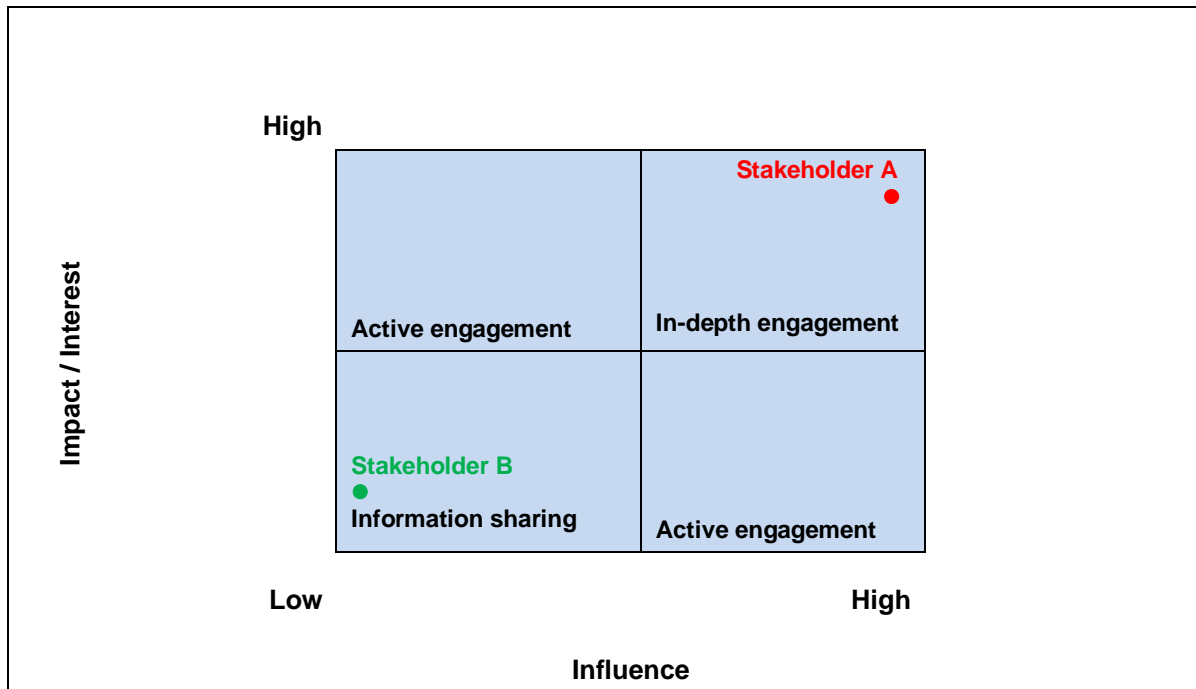 High
Stakeholder A
Impact / Interest
Active engagement
In-depth engagement
Stakeholder B
Information sharing
Active engagement
Low
High
Influence